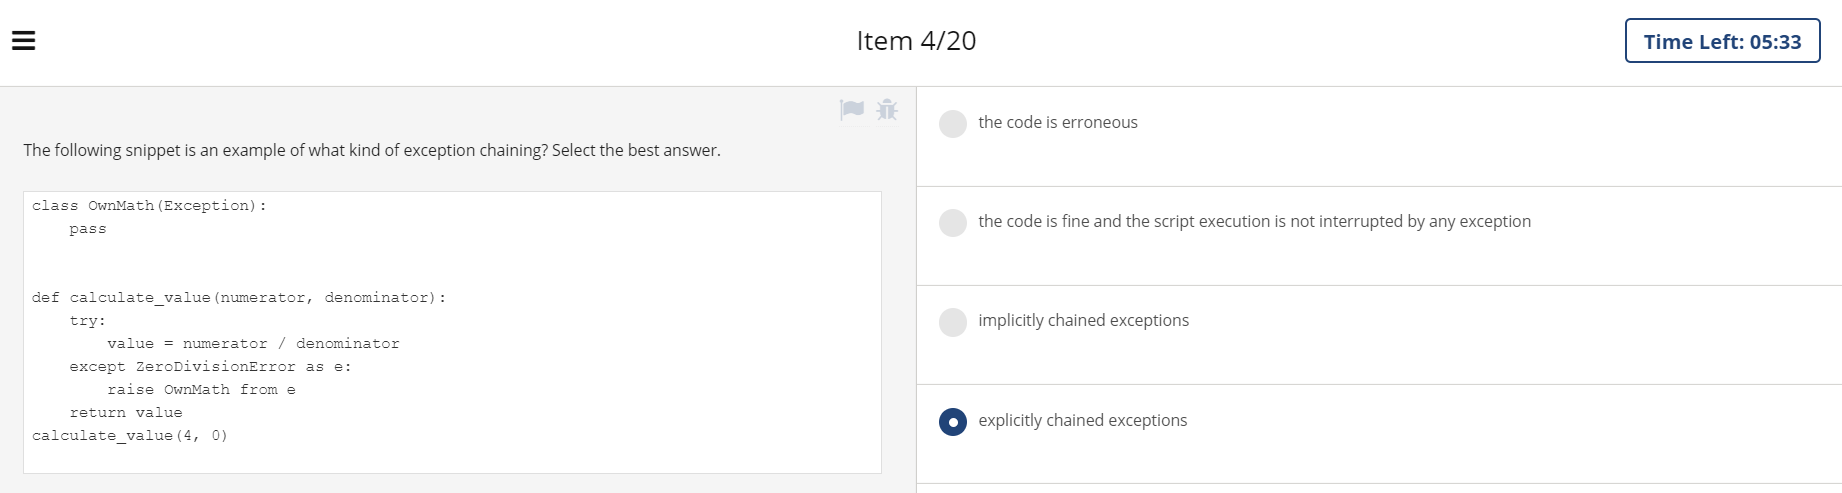 Item 4/20
Time Left: 05:33
The following snippet is an example of what kind of exception chaining? Select the best answer.
class OwnMath(Exception):
    pass
def calculate_value(numerator, denominator):
    try:
        value = numerator / denominator
    except ZeroDivisionError as e:
        raise OwnMath from e
    return value
calculate_value(4, 0)
the code is erroneous
the code is fine and the script execution is not interrupted by any exception
implicitly chained exceptions
explicitly chained exceptions